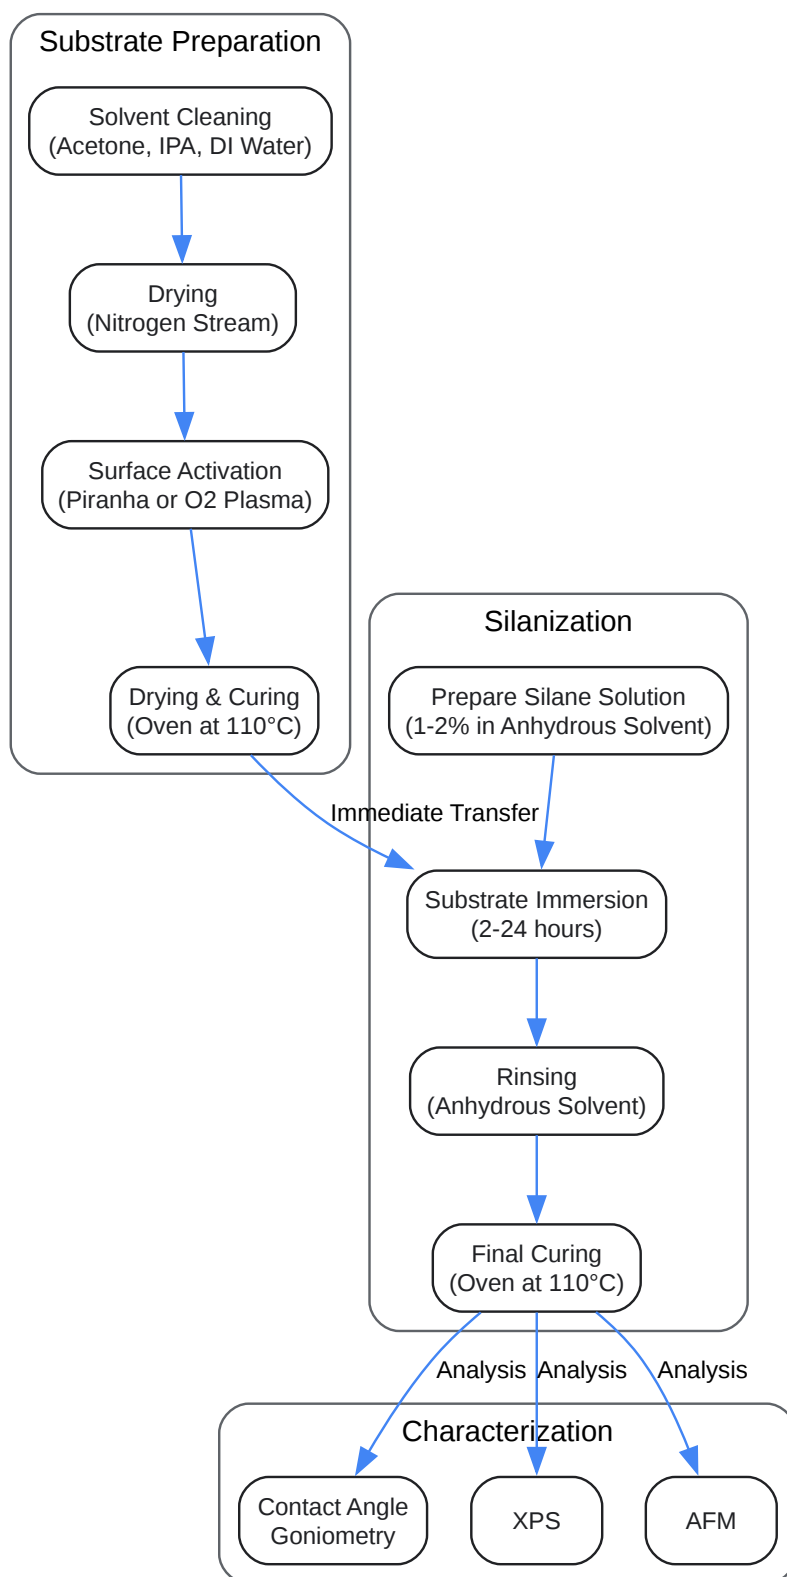 Substrate Preparation
Solvent Cleaning
(Acetone, IPA, DI Water)
Drying
(Nitrogen Stream)
Surface Activation
(Piranha or O2 Plasma)
Drying & Curing
(Oven at 110°C)
Silanization
Prepare Silane Solution
(1-2% in Anhydrous Solvent)
Immediate Transfer
Substrate Immersion
(2-24 hours)
Rinsing
(Anhydrous Solvent)
Final Curing
(Oven at 110°C)
Analysis
Analysis
Analysis
Characterization
Contact Angle
Goniometry
XPS
AFM